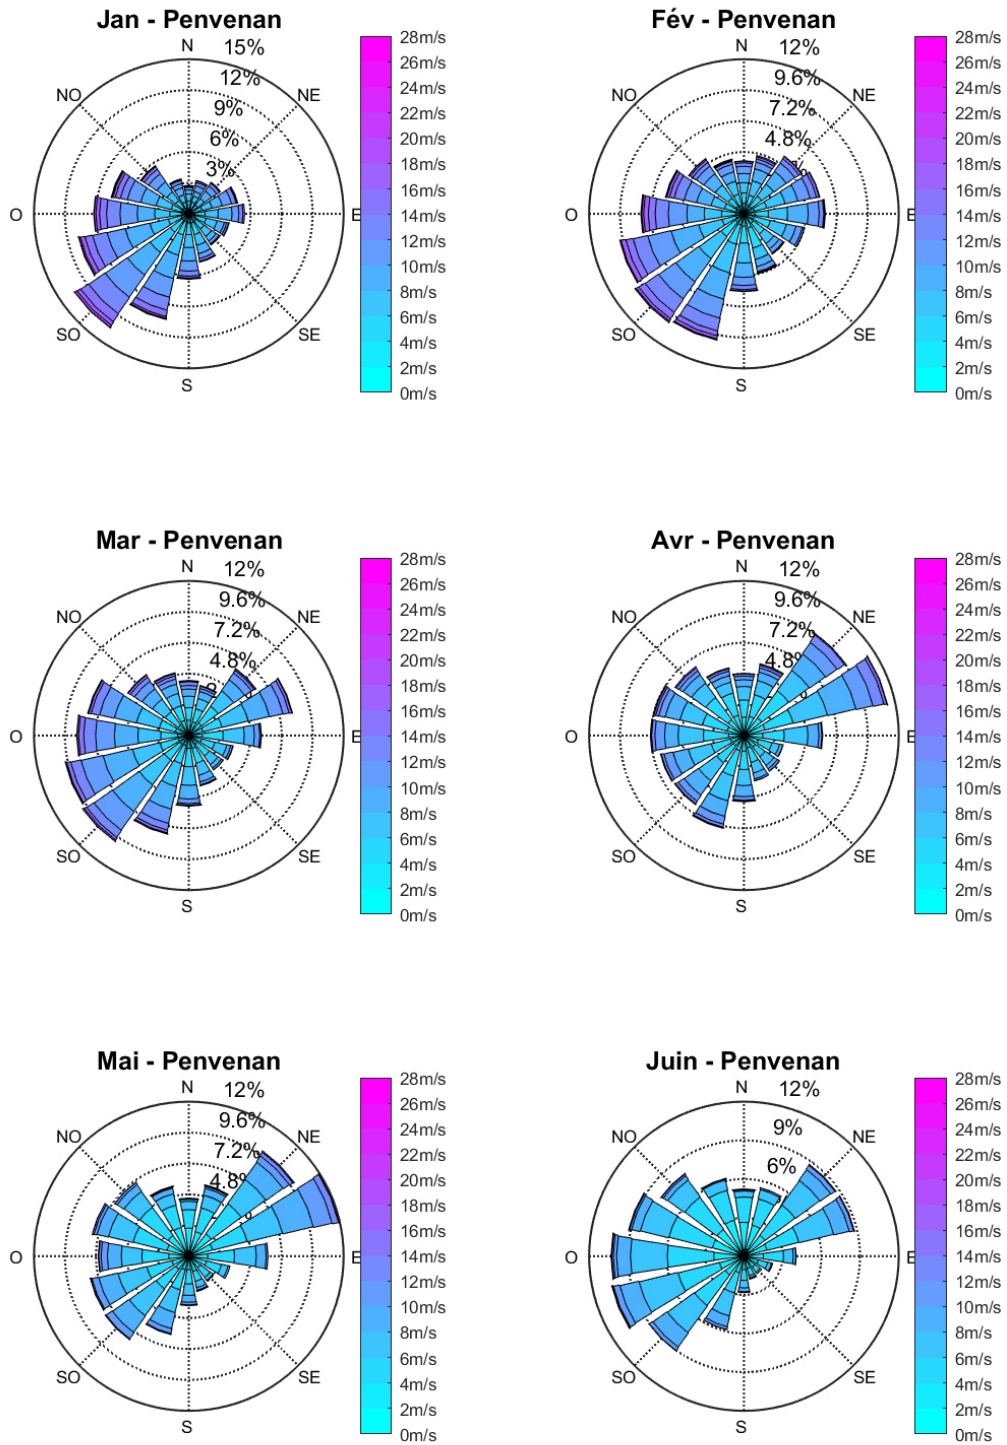 Jan - Penvenan
N
15%
12%
9%
6%
3%
NO
NE
O
E
SO
SE
S
28m/s
26m/s
24m/s
22m/s
20m/s
18m/s
16m/s
14m/s
12m/s
10m/s
8m/s
6m/s
4m/s
2m/s
0m/s
Fév - Penvenan
N
12%
9.6%
7.2%
4.8%
NO
NE
O
E
SO
SE
S
28m/s
26m/s
24m/s
22m/s
20m/s
18m/s
16m/s
14m/s
12m/s
10m/s
8m/s
6m/s
4m/s
2m/s
0m/s
Mar - Penvenan
N
12%
9.6%
7.2%
4.8%
NO
NE
O
E
SO
SE
S
28m/s
26m/s
24m/s
22m/s
20m/s
18m/s
16m/s
14m/s
12m/s
10m/s
8m/s
6m/s
4m/s
2m/s
0m/s
Avr - Penvenan
N
12%
9.6%
7.2%
4.8%
NO
NE
O
E
SO
SE
S
28m/s
26m/s
24m/s
22m/s
20m/s
18m/s
16m/s
14m/s
12m/s
10m/s
8m/s
6m/s
4m/s
2m/s
0m/s
Mai - Penvenan
N
12%
9.6%
7.2%
4.8%
NO
NE
O
E
SO
SE
S
28m/s
26m/s
24m/s
22m/s
20m/s
18m/s
16m/s
14m/s
12m/s
10m/s
8m/s
6m/s
4m/s
2m/s
0m/s
Juin - Penvenan
N
12%
9%
6%
NO
NE
O
E
SO
SE
S
28m/s
26m/s
24m/s
22m/s
20m/s
18m/s
16m/s
14m/s
12m/s
10m/s
8m/s
6m/s
4m/s
2m/s
0m/s